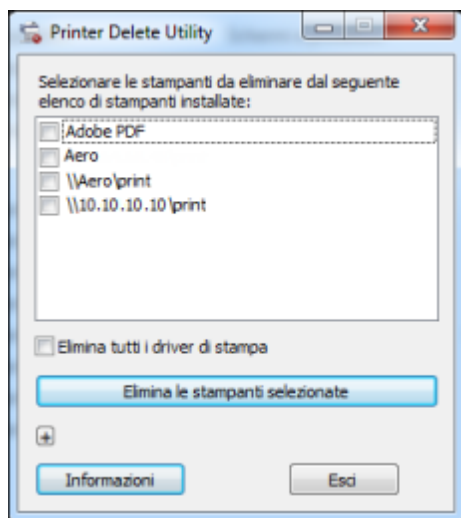 Printer Delete Utility
Selezionare le stampanti da eliminare dal seguente
elenco di stampanti installate:
Adobe PDF
Aero
\\Aero\print
\\10.10.10.10\print
Elimina tutti i driver di stampa
Elimina le stampanti selezionate
Informazioni
Esci